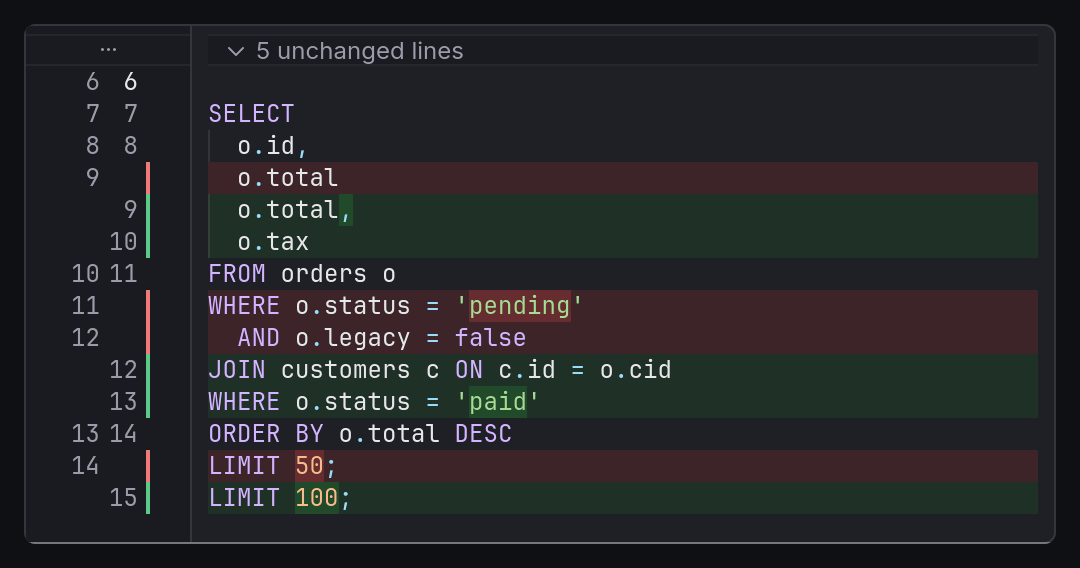 ... 5 unchanged lines
6 6
7 7 SELECT
8 8   o.id,
9   o.total
9   o.total,
10   o.tax
10 11 FROM orders o
11 WHERE o.status = 'pending'
12   AND o.legacy = false
12 JOIN customers c ON c.id = o.cid
13 WHERE o.status = 'paid'
13 14 ORDER BY o.total DESC
14 LIMIT 50;
15 LIMIT 100;